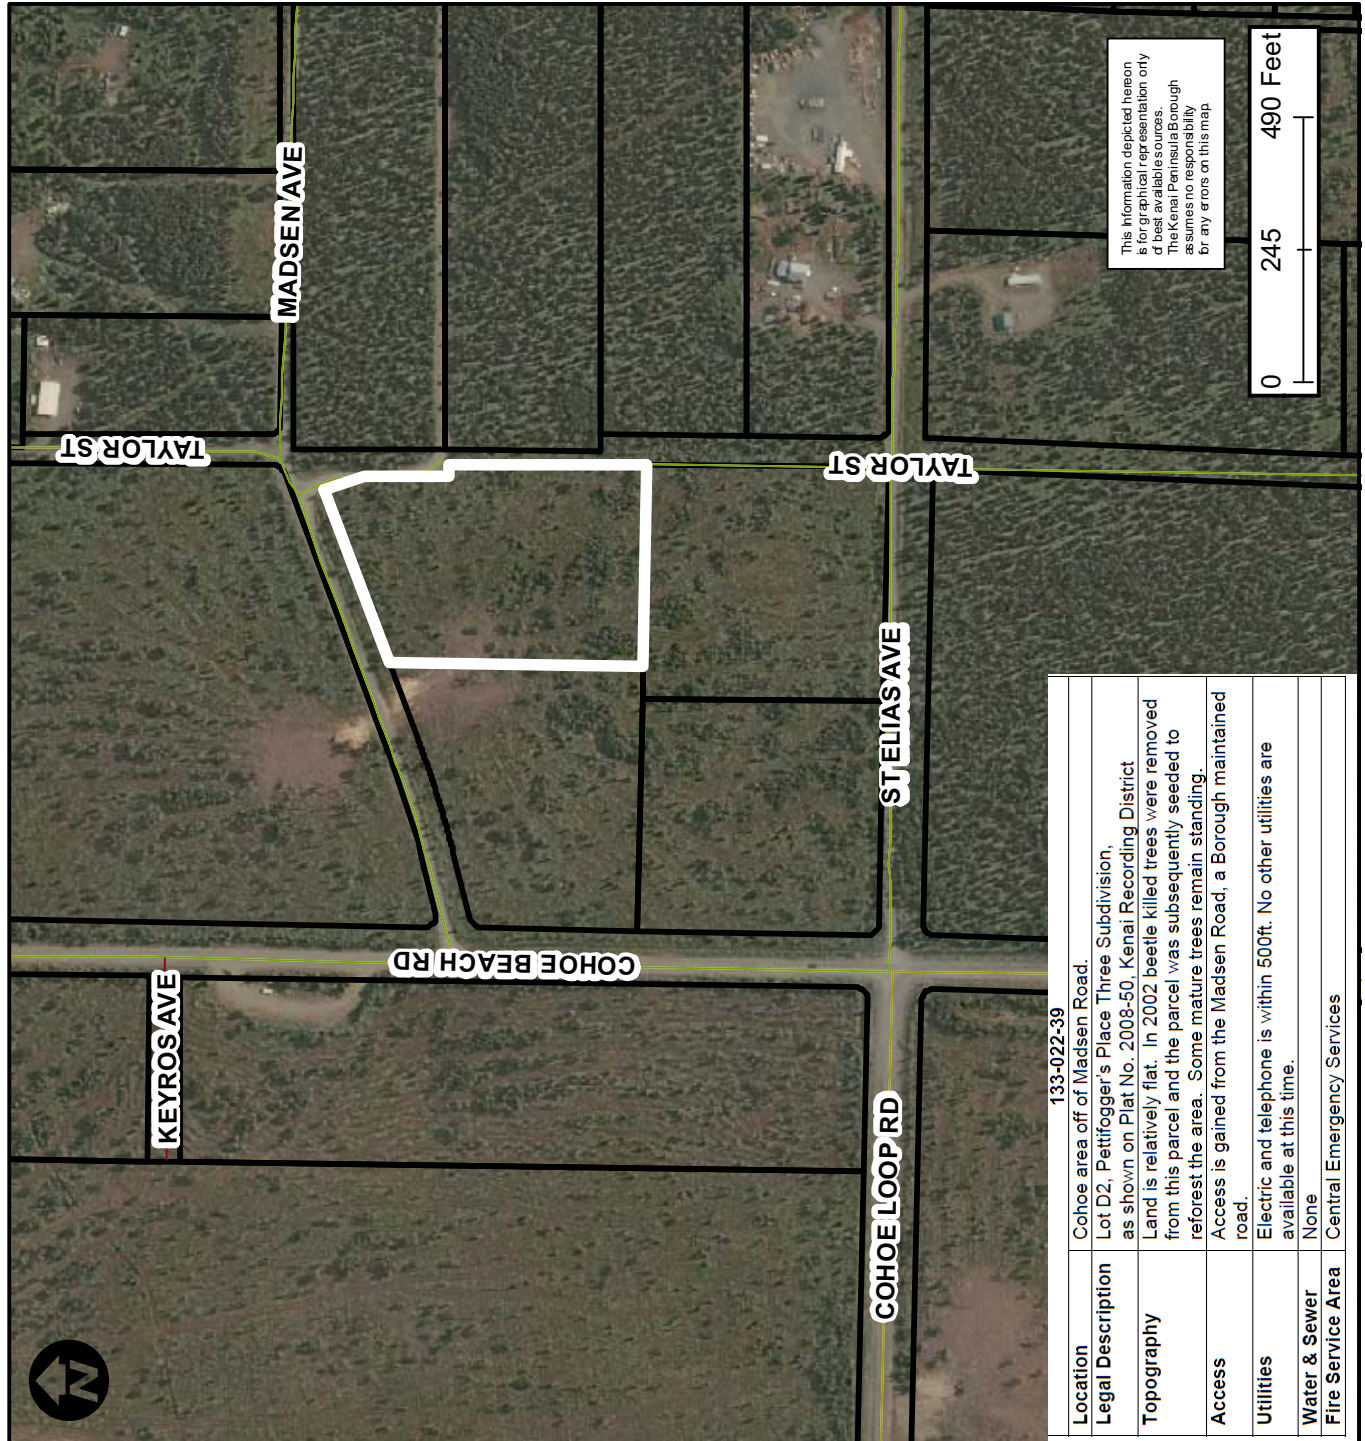 N
KEYROS AVE
COHOE LOOP RD
COHOE BEACH RD
MADSEN AVE
TAYLOR ST
TAYLOR ST
ST ELIAS AVE
This information depicted hereon
is for graphical representation only
of best available sources.
The Kenai Peninsula Borough
assumes no responsibility
for any errors on this map
0 245 490 Feet
133-022-39
Location Cohoe area off of Madsen Road.
Legal Description Lot D2, Pettifogger's Place Three Subdivision,
as shown on Plat No. 2008-50, Kenai Recording District
Topography Land is relatively flat. In 2002 beetle killed trees were removed
from this parcel and the parcel was subsequently seeded to
reforest the area. Some mature trees remain standing.
Access Access is gained from the Madsen Road, a Borough maintained
road.
Utilities Electric and telephone is within 500ft. No other utilities are
available at this time.
Water & Sewer None
Fire Service Area Central Emergency Services